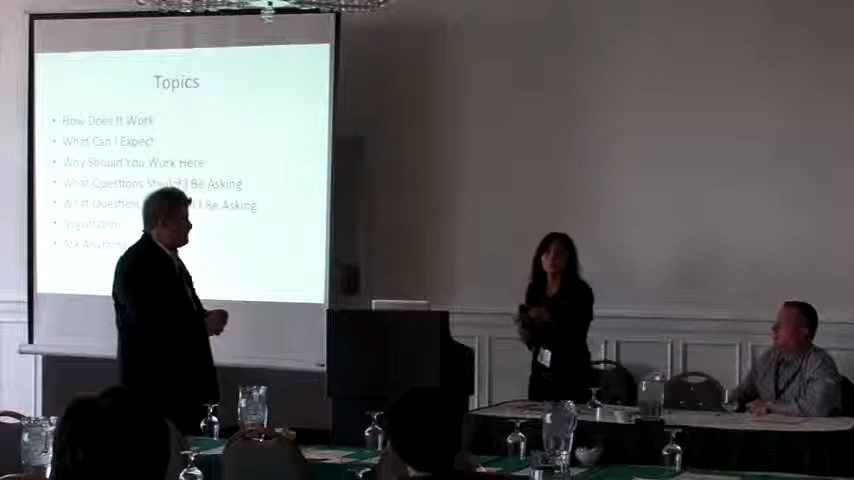 Topics
• How Does It Work
• What Can I Expect
• Why Should You Work Here
• What Questions Should I Be Asking
• What Questions I Be Asking
• Negotiation
• Ask Anything